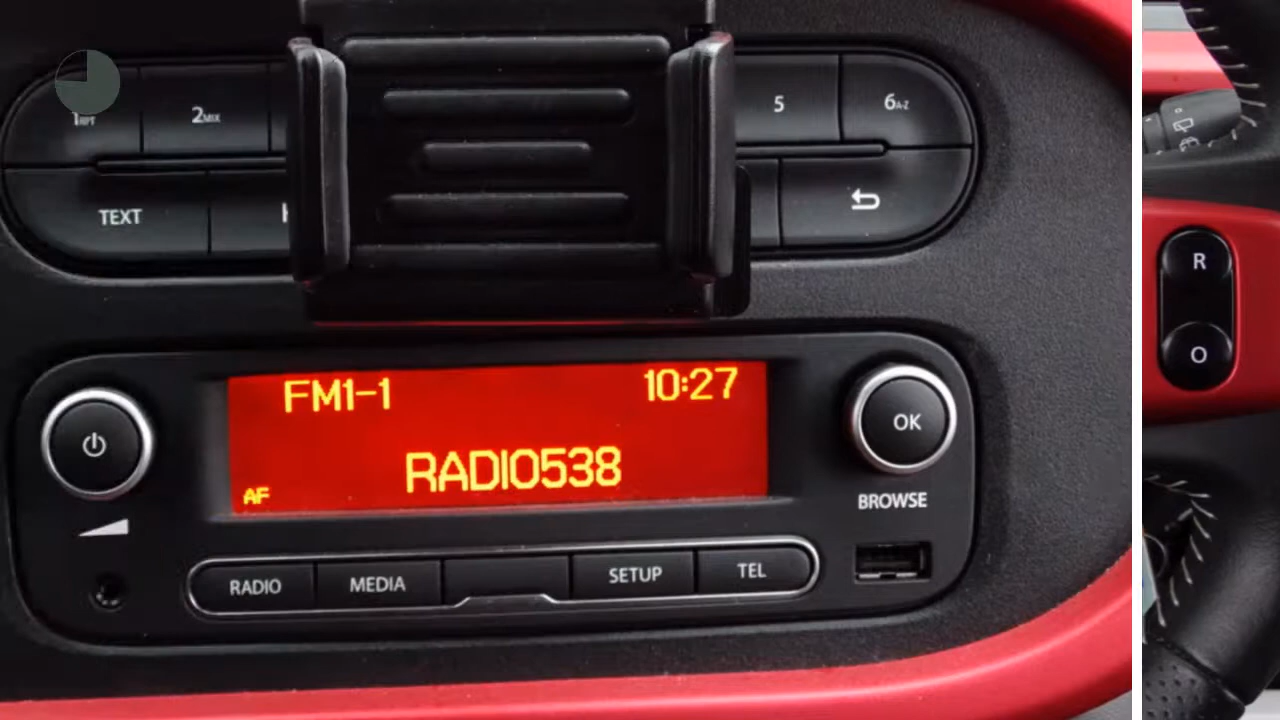 1RPT 2MIX 5 6A-Z
TEXT
FM1-1 10:27
RADIO538
AF
OK
BROWSE
RADIO MEDIA SETUP TEL
R
O